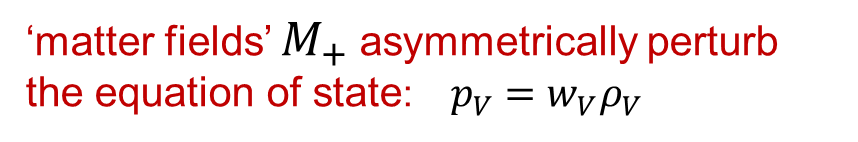 ‘matter fields’ M₊ asymmetrically perturb
the equation of state: p_V = w_V ρ_V